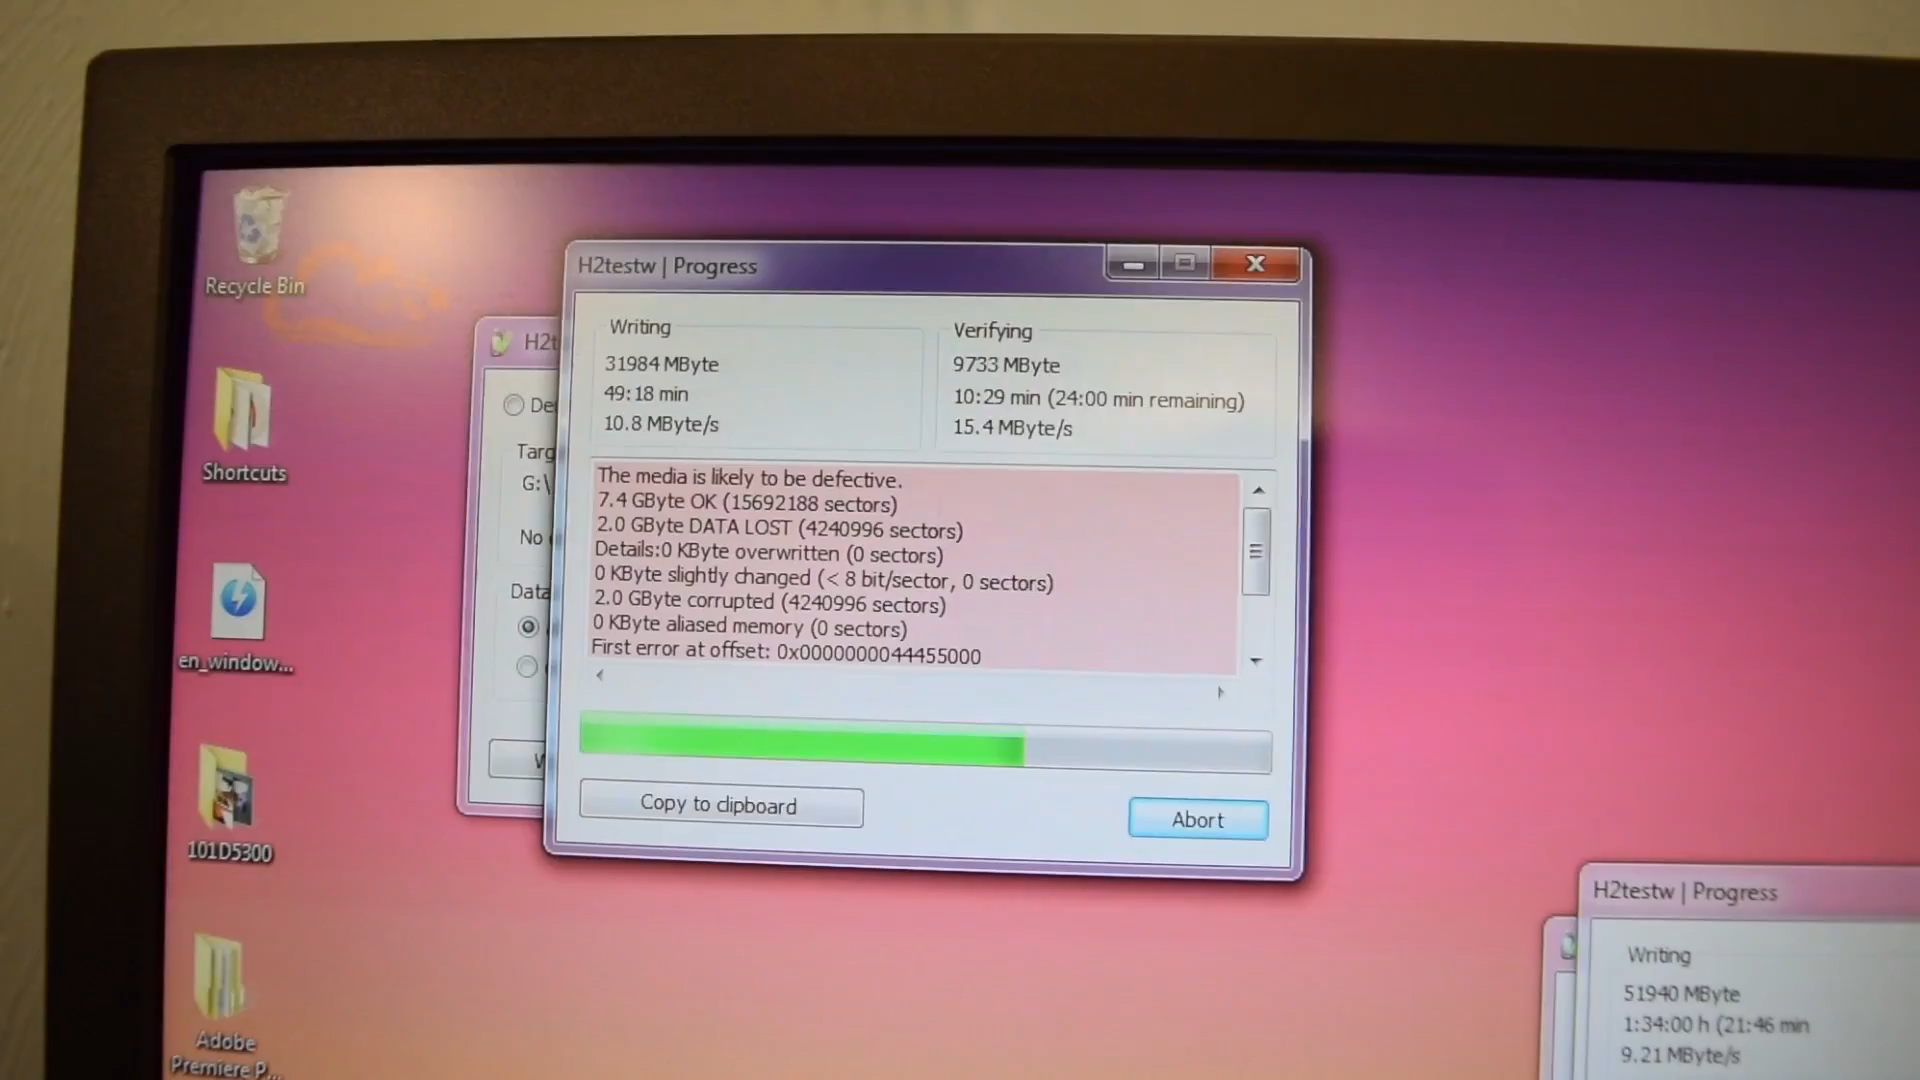 Recycle Bin
Shortcuts
en_window...
101D5300
Adobe
Premiere P...
H2t
De
Targ
G:\
No
Data
H2testw | Progress
Writing
31984 MByte
49:18 min
10.8 MByte/s
Verifying
9733 MByte
10:29 min (24:00 min remaining)
15.4 MByte/s
The media is likely to be defective.
7.4 GByte OK (15692188 sectors)
2.0 GByte DATA LOST (4240996 sectors)
Details:0 KByte overwritten (0 sectors)
0 KByte slightly changed (< 8 bit/sector, 0 sectors)
2.0 GByte corrupted (4240996 sectors)
0 KByte aliased memory (0 sectors)
First error at offset: 0x0000000044455000
Copy to clipboard
Abort
H2testw | Progress
Writing
51940 MByte
1:34:00 h (21:46 min
9.21 MByte/s